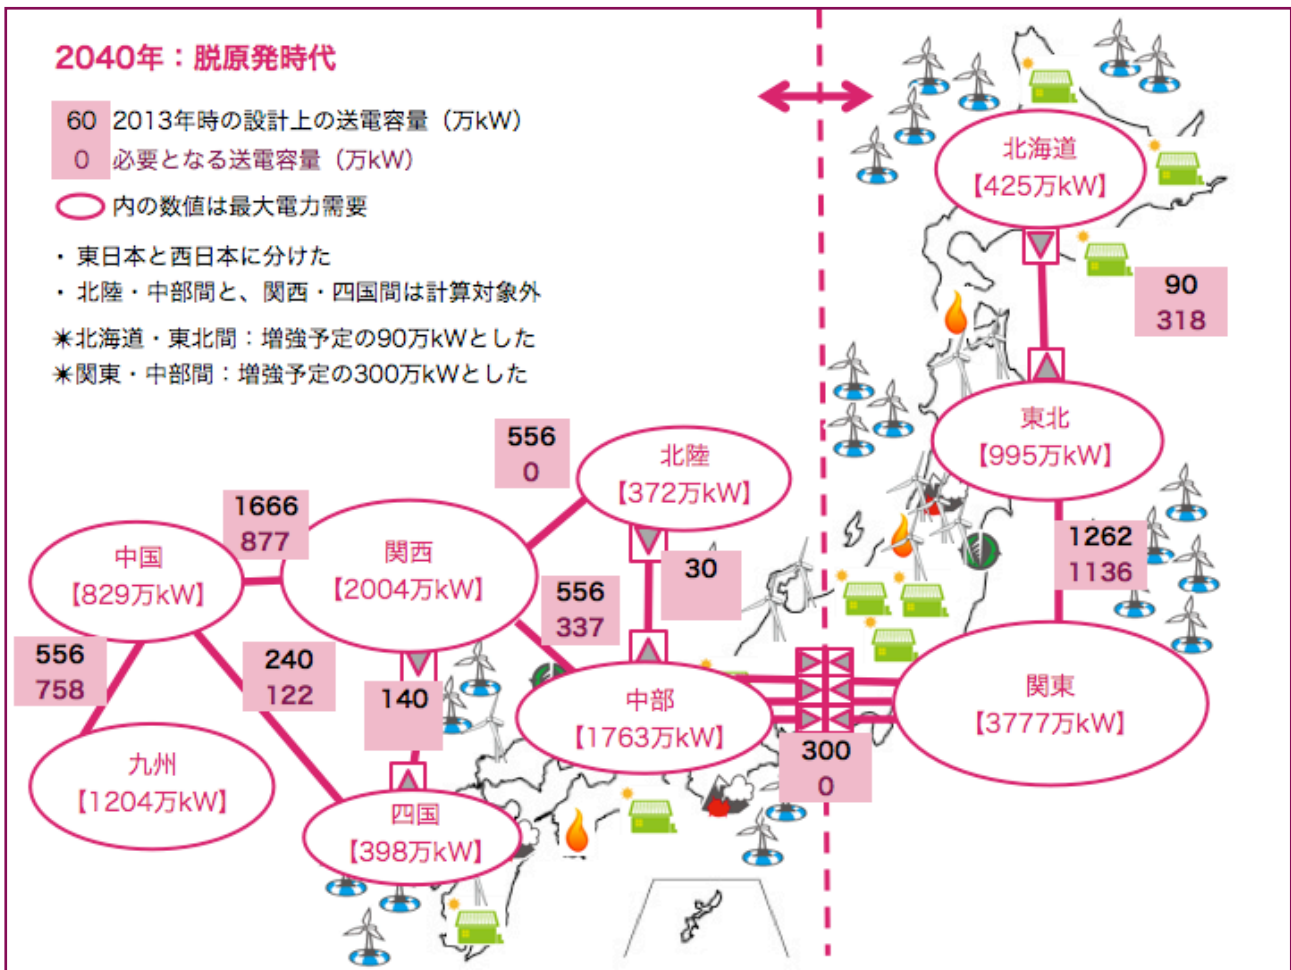 2040年：脱原発時代
60 2013年時の設計上の送電容量（万kW）
0 必要となる送電容量（万kW）
内の数値は最大電力需要
・ 東日本と西日本に分けた
・ 北陸・中部間と、関西・四国間は計算対象外
✴北海道・東北間：増強予定の90万kWとした
✴関東・中部間：増強予定の300万kWとした
北海道
【425万kW】
90
318
東北
【995万kW】
556
0
北陸
【372万kW】
1666
877
関西
【2004万kW】
中国
【829万kW】
1262
1136
30
556
337
556
758
240
122
140
中部
【1763万kW】
関東
【3777万kW】
300
0
九州
【1204万kW】
四国
【398万kW】